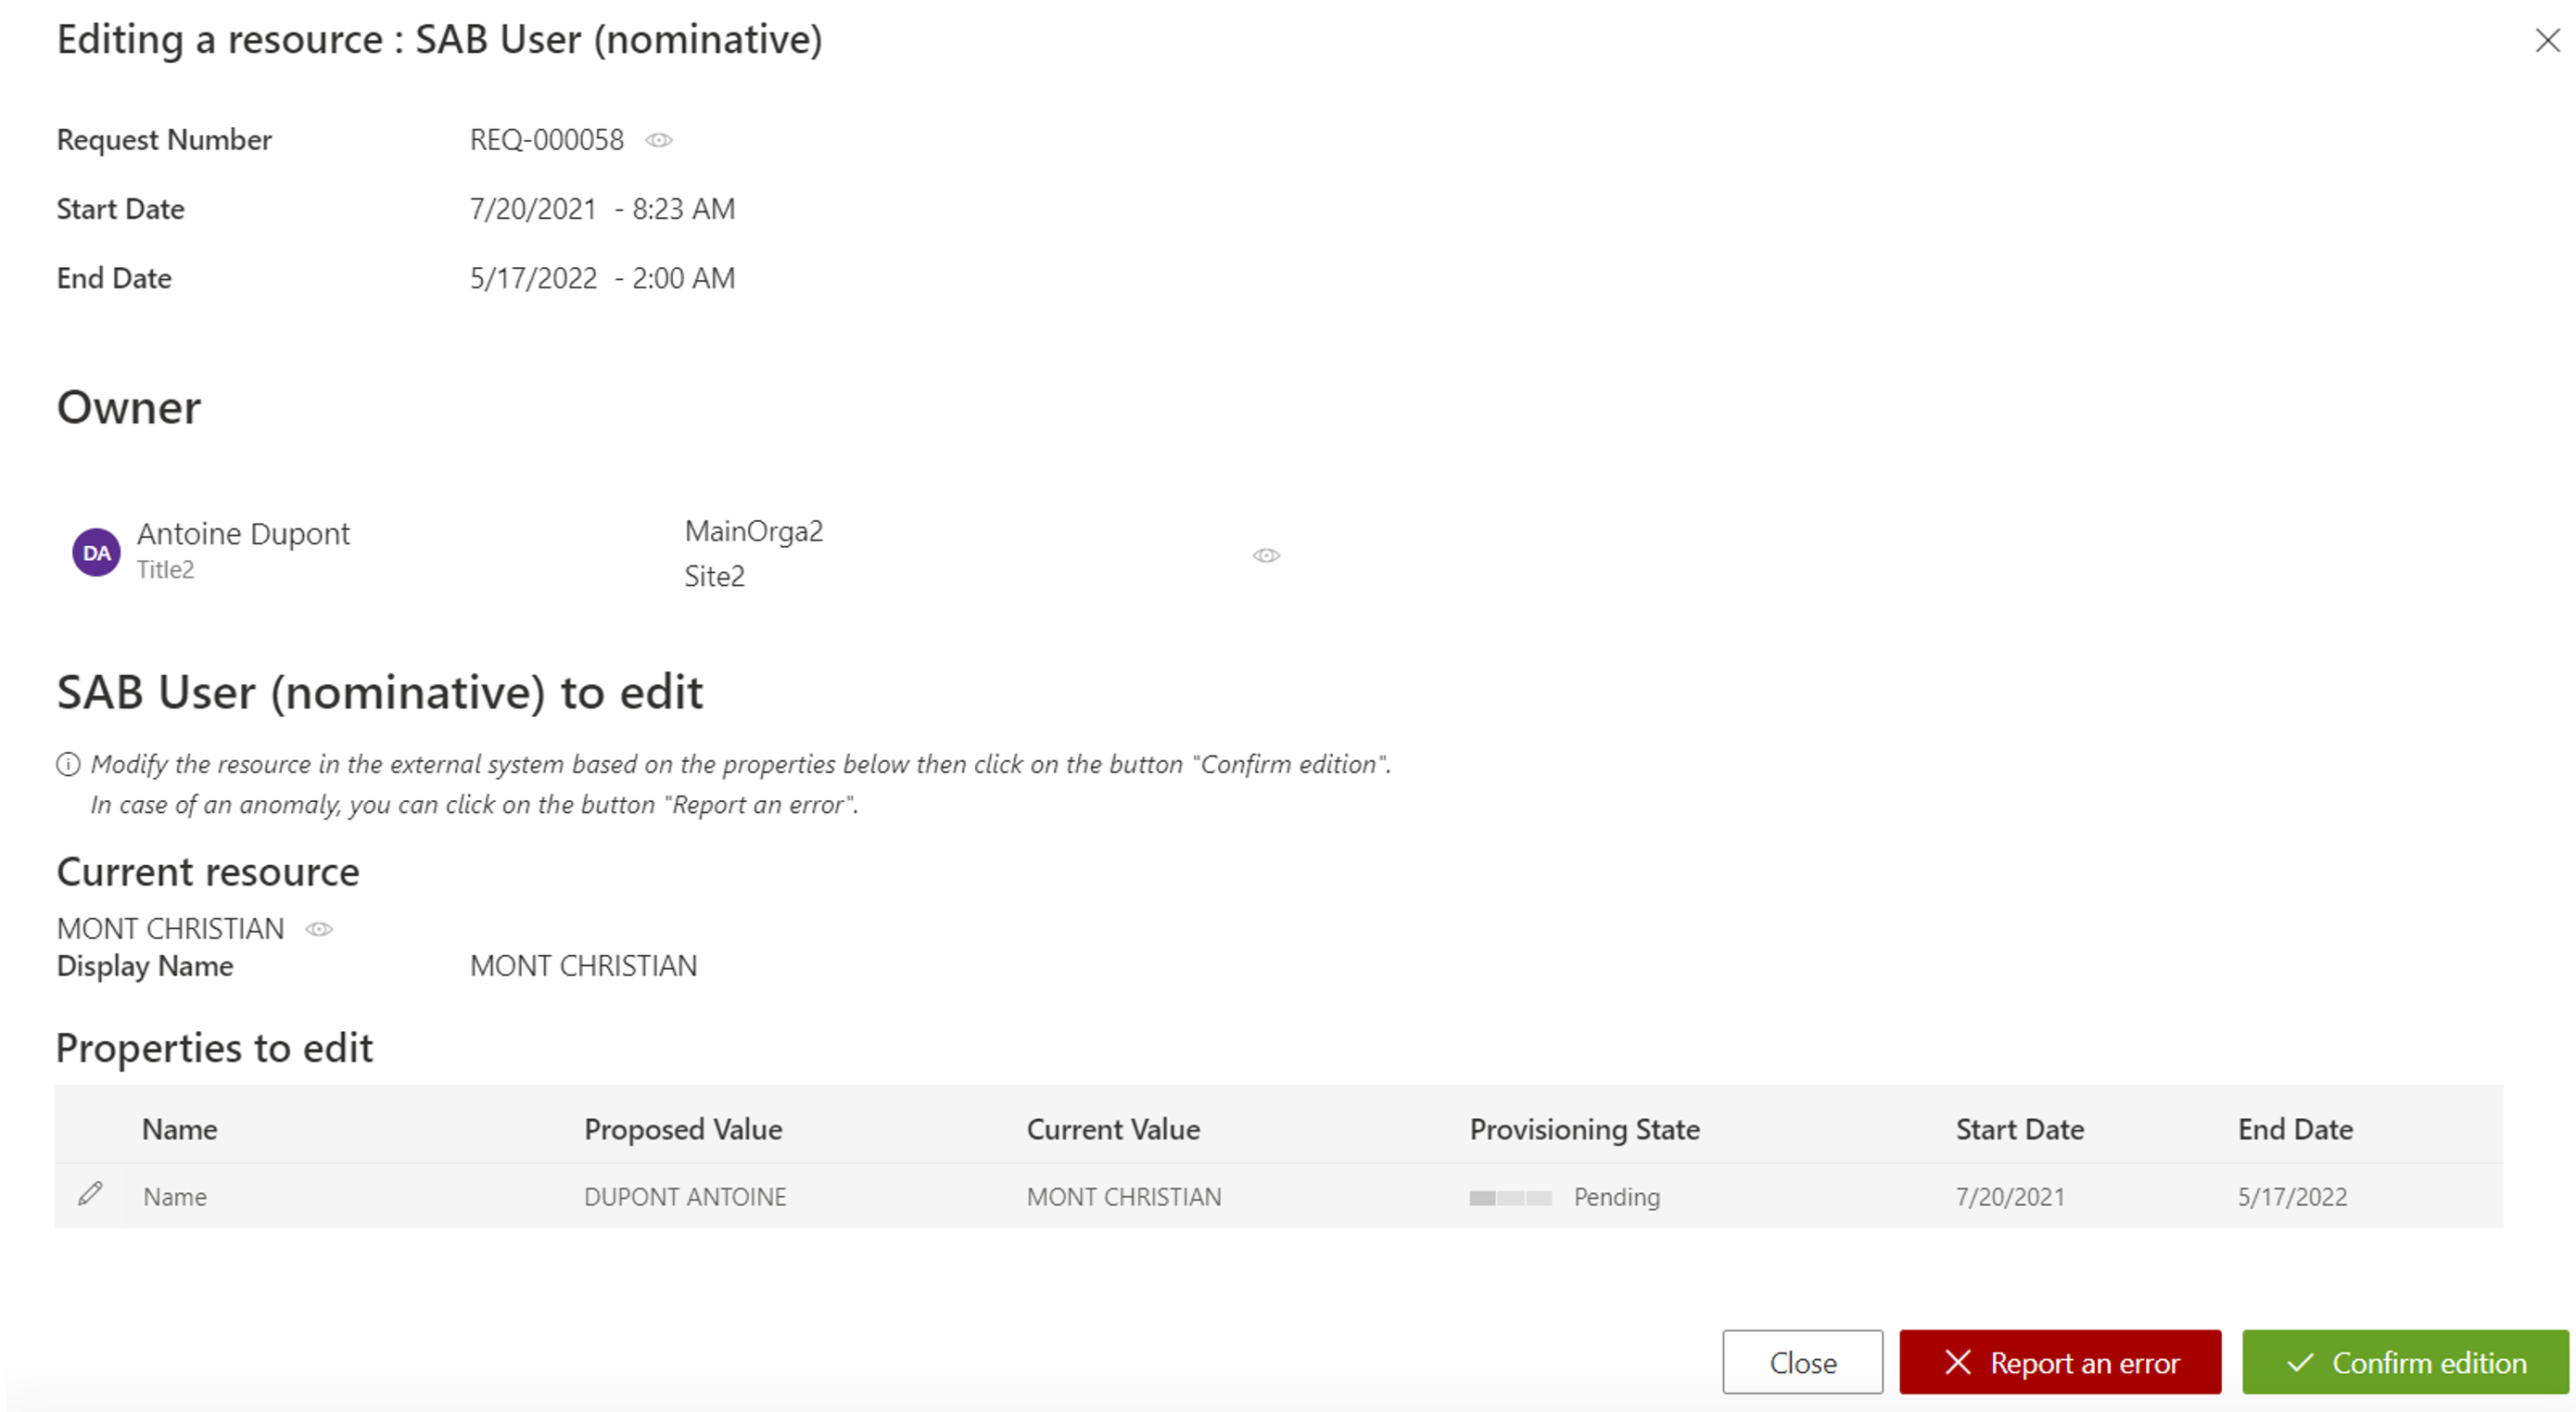 Editing a resource : SAB User (nominative)
Request Number REQ-000058
Start Date 7/20/2021 - 8:23 AM
End Date 5/17/2022 - 2:00 AM
Owner
DA Antoine Dupont MainOrga2
Title2 Site2
SAB User (nominative) to edit
Modify the resource in the external system based on the properties below then click on the button "Confirm edition".
In case of an anomaly, you can click on the button "Report an error".
Current resource
MONT CHRISTIAN
Display Name MONT CHRISTIAN
Properties to edit
Name Proposed Value Current Value Provisioning State Start Date End Date
Name DUPONT ANTOINE MONT CHRISTIAN Pending 7/20/2021 5/17/2022
Close Report an error Confirm edition